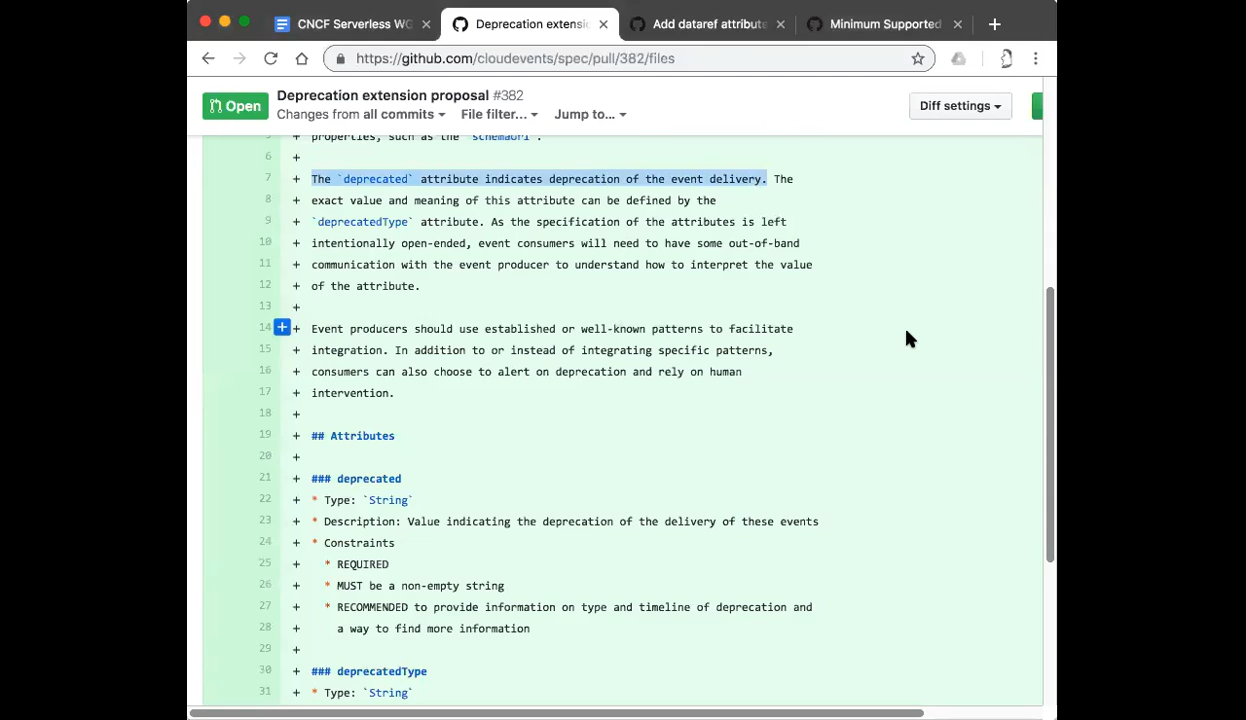 CNCF Serverless WG
Deprecation extensi
Add dataref attribut
Minimum Supported
https://github.com/cloudevents/spec/pull/382/files
Open
Deprecation extension proposal #382
Changes from all commits
File filter...
Jump to...
Diff settings
5 + properties, such as the `schemaUrl`.
6 +
7 + The `deprecated` attribute indicates deprecation of the event delivery. The
8 + exact value and meaning of this attribute can be defined by the
9 + `deprecatedType` attribute. As the specification of the attributes is left
10 + intentionally open-ended, event consumers will need to have some out-of-band
11 + communication with the event producer to understand how to interpret the value
12 + of the attribute.
13 +
14 + Event producers should use established or well-known patterns to facilitate
15 + integration. In addition to or instead of integrating specific patterns,
16 + consumers can also choose to alert on deprecation and rely on human
17 + intervention.
18 +
19 + ## Attributes
20 +
21 + ### deprecated
22 + * Type: `String`
23 + * Description: Value indicating the deprecation of the delivery of these events
24 + * Constraints
25 + * REQUIRED
26 + * MUST be a non-empty string
27 + * RECOMMENDED to provide information on type and timeline of deprecation and
28 + a way to find more information
29 +
30 + ### deprecatedType
31 + * Type: `String`